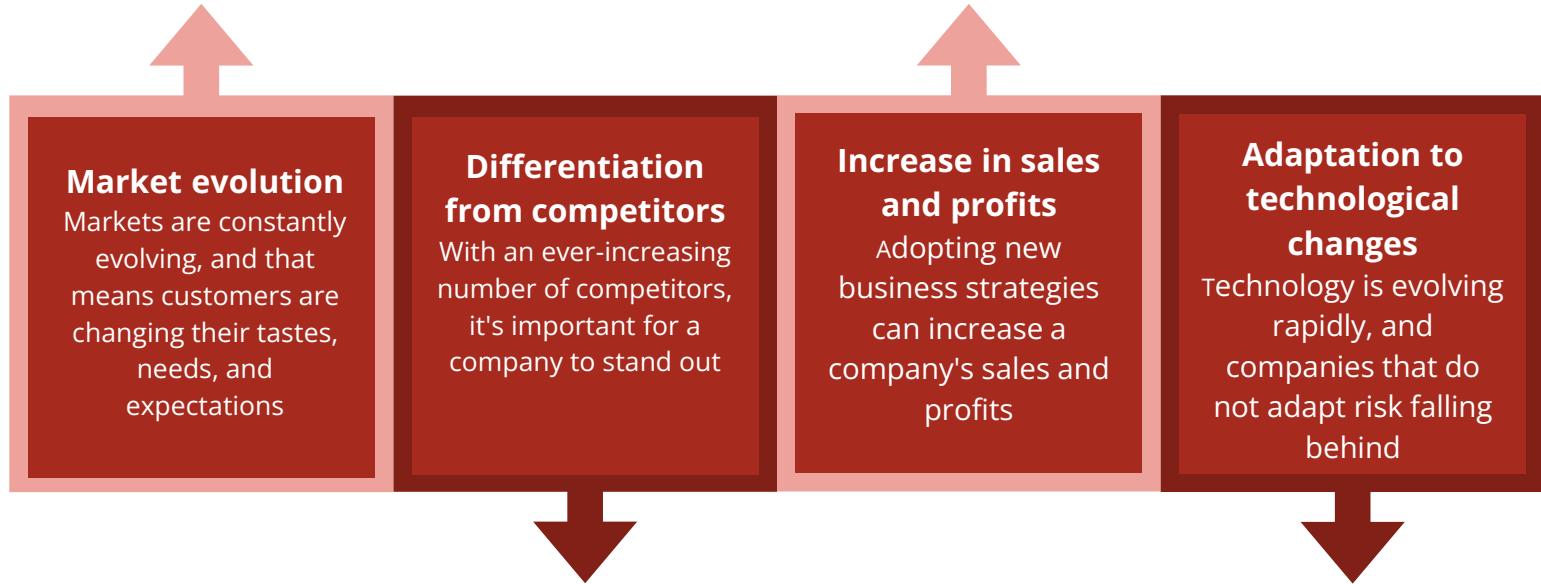 Market evolution
Markets are constantly
evolving, and that
means customers are
changing their tastes,
needs, and
expectations
Differentiation
from competitors
With an ever-increasing
number of competitors,
it's important for a
company to stand out
Increase in sales
and profits
Adopting new
business strategies
can increase a
company's sales and
profits
Adaptation to
technological
changes
Technology is evolving
rapidly, and
companies that do
not adapt risk falling
behind